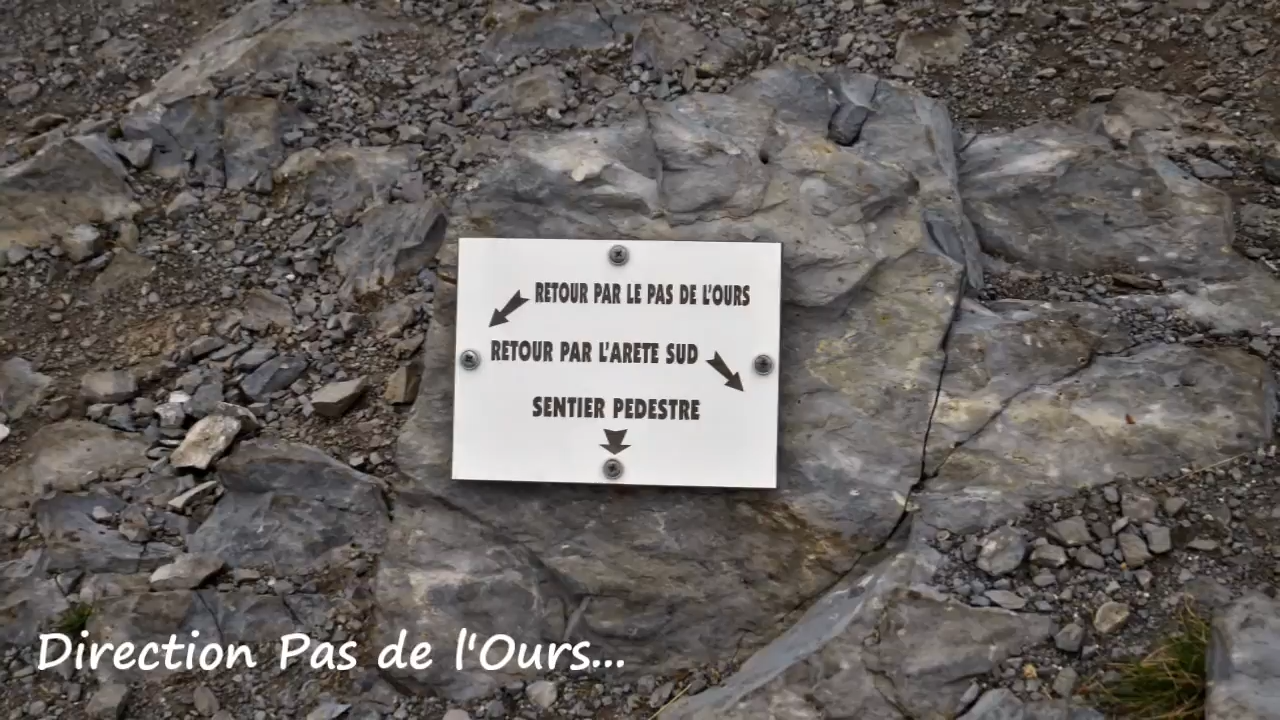 RETOUR PAR LE PAS DE L'OURS
RETOUR PAR L'ARETE SUD
SENTIER PEDESTRE
Direction Pas de l'Ours...